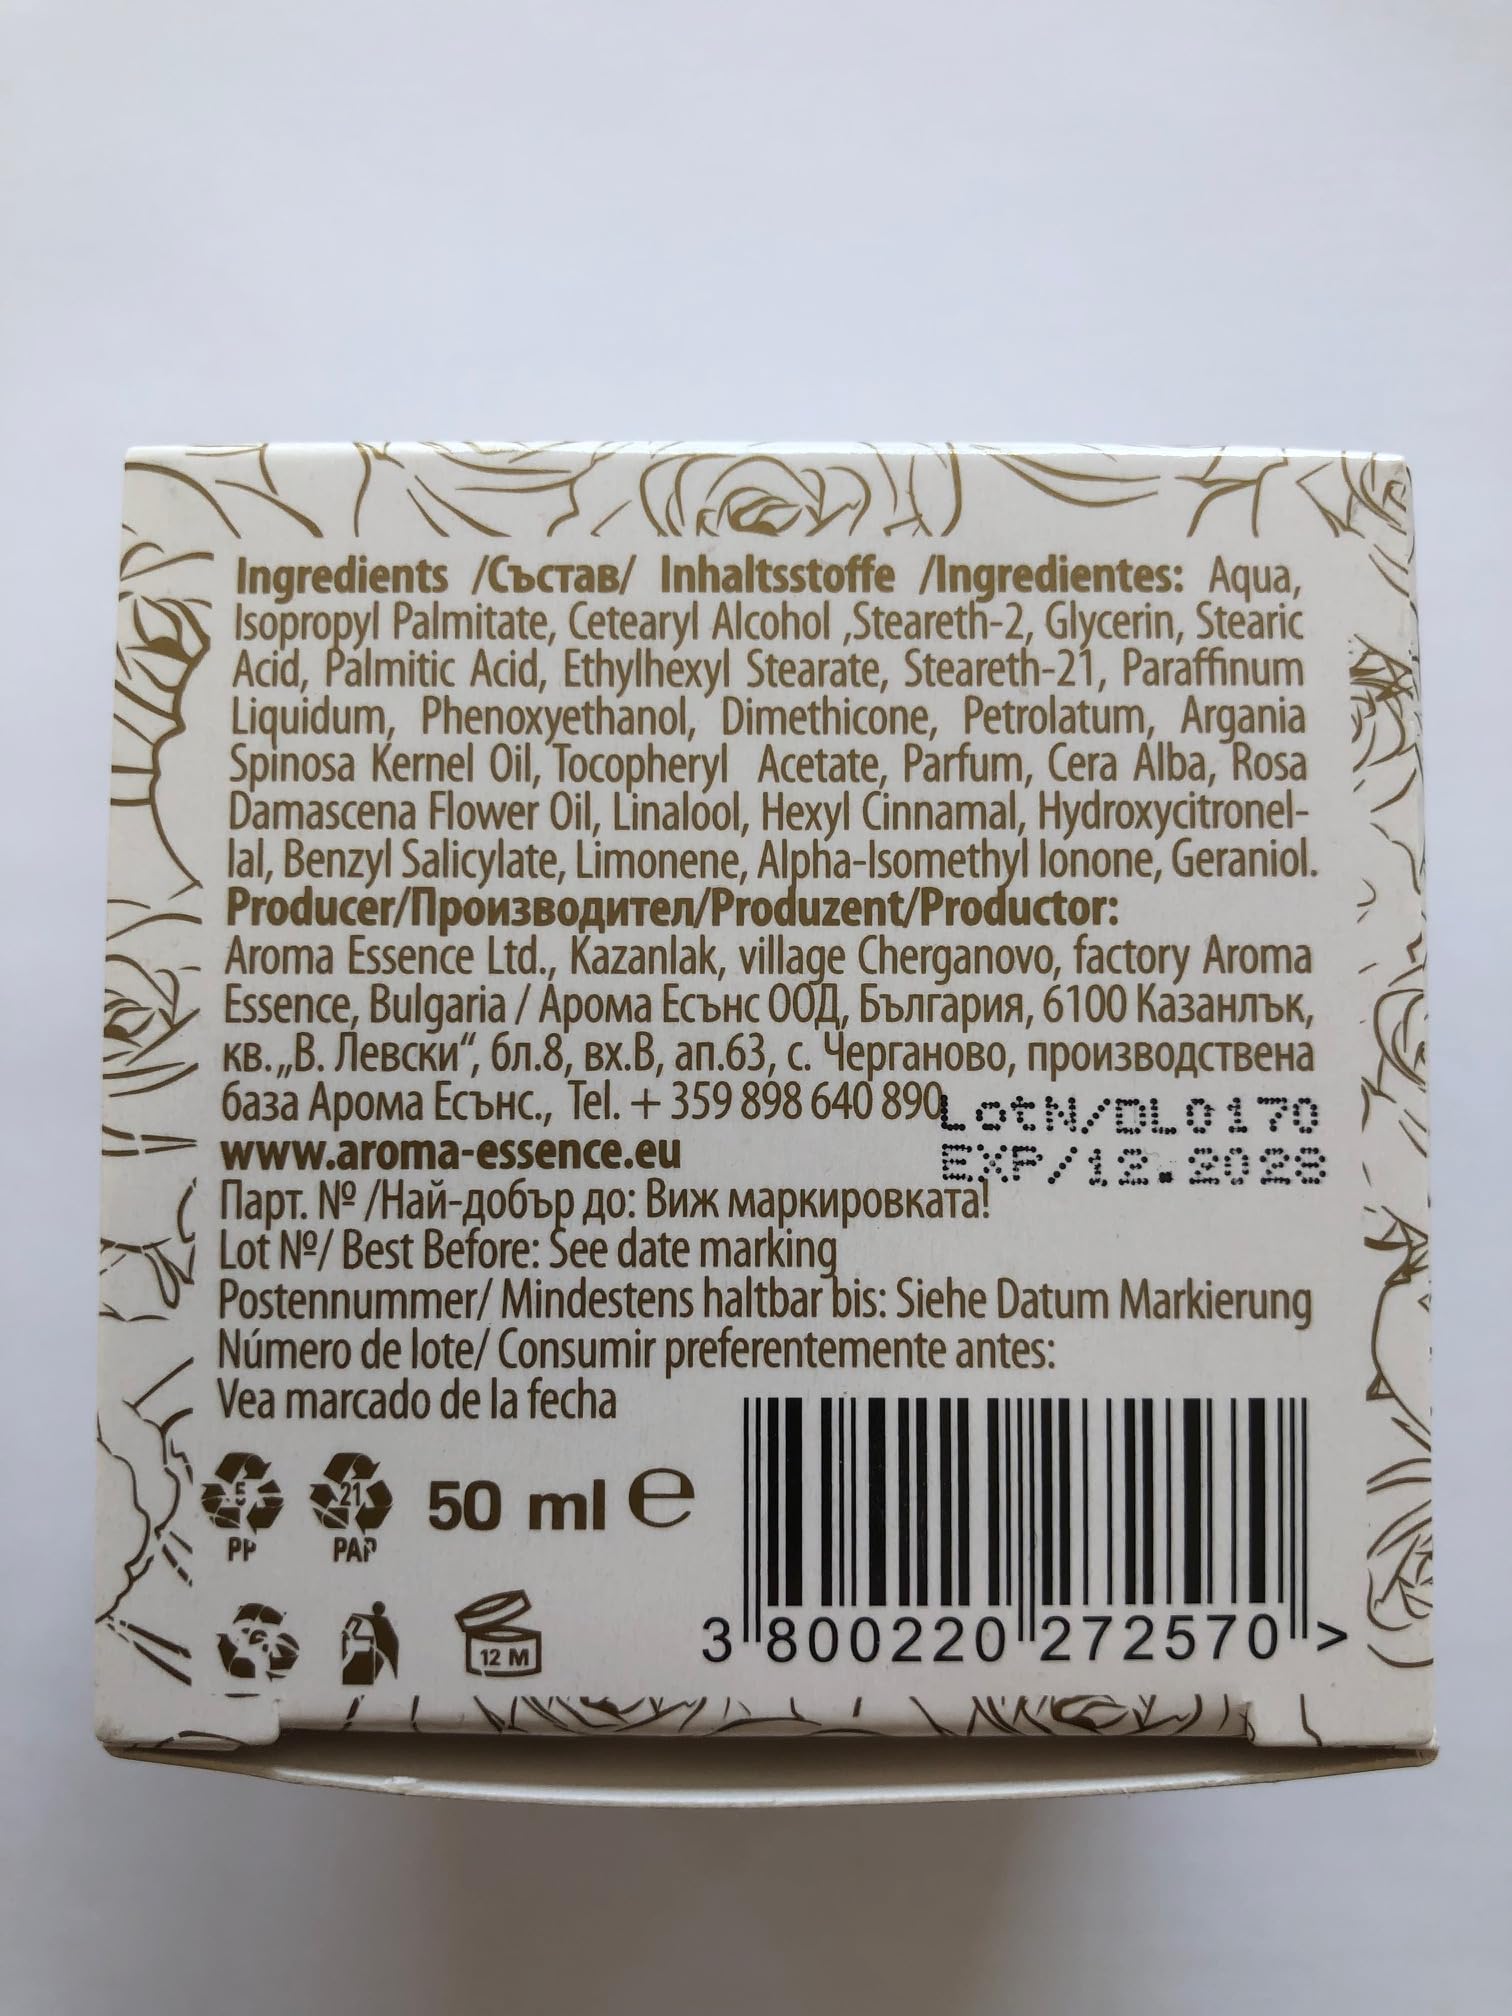 Ingredients /Състав/ Inhaltsstoffe /Ingredientes: Aqua,
Isopropyl Palmitate, Cetearyl Alcohol ,Steareth-2, Glycerin, Stearic
Acid, Palmitic Acid, Ethylhexyl Stearate, Steareth-21, Paraffinum
Liquidum, Phenoxyethanol, Dimethicone, Petrolatum, Argania
Spinosa Kernel Oil, Tocopheryl Acetate, Parfum, Cera Alba, Rosa
Damascena Flower Oil, Linalool, Hexyl Cinnamal, Hydroxycitronel-
lal, Benzyl Salicylate, Limonene, Alpha-Isomethyl Ionone, Geraniol.
Producer/Производител/Produzent/Productor:
Aroma Essence Ltd., Kazanlak, village Cherganovo, factory Aroma
Essence, Bulgaria / Арома Есънс ООД, България, 6100 Казанлък,
кв.„В. Левски“, бл.8, вх.В, ап.63, с. Черганово, производствена
база Арома Есънс., Tel. + 359 898 640 890
LotN/DL0170
www.aroma-essence.eu
EXP/12.2028
Парт. № /Най-добър до: Виж маркировката!
Lot №/ Best Before: See date marking
Postennummer/ Mindestens haltbar bis: Siehe Datum Markierung
Número de lote/ Consumir preferentemente antes:
Vea marcado de la fecha
5 21 50 ml e
PP PAP
12 M
3 800220 272570 >